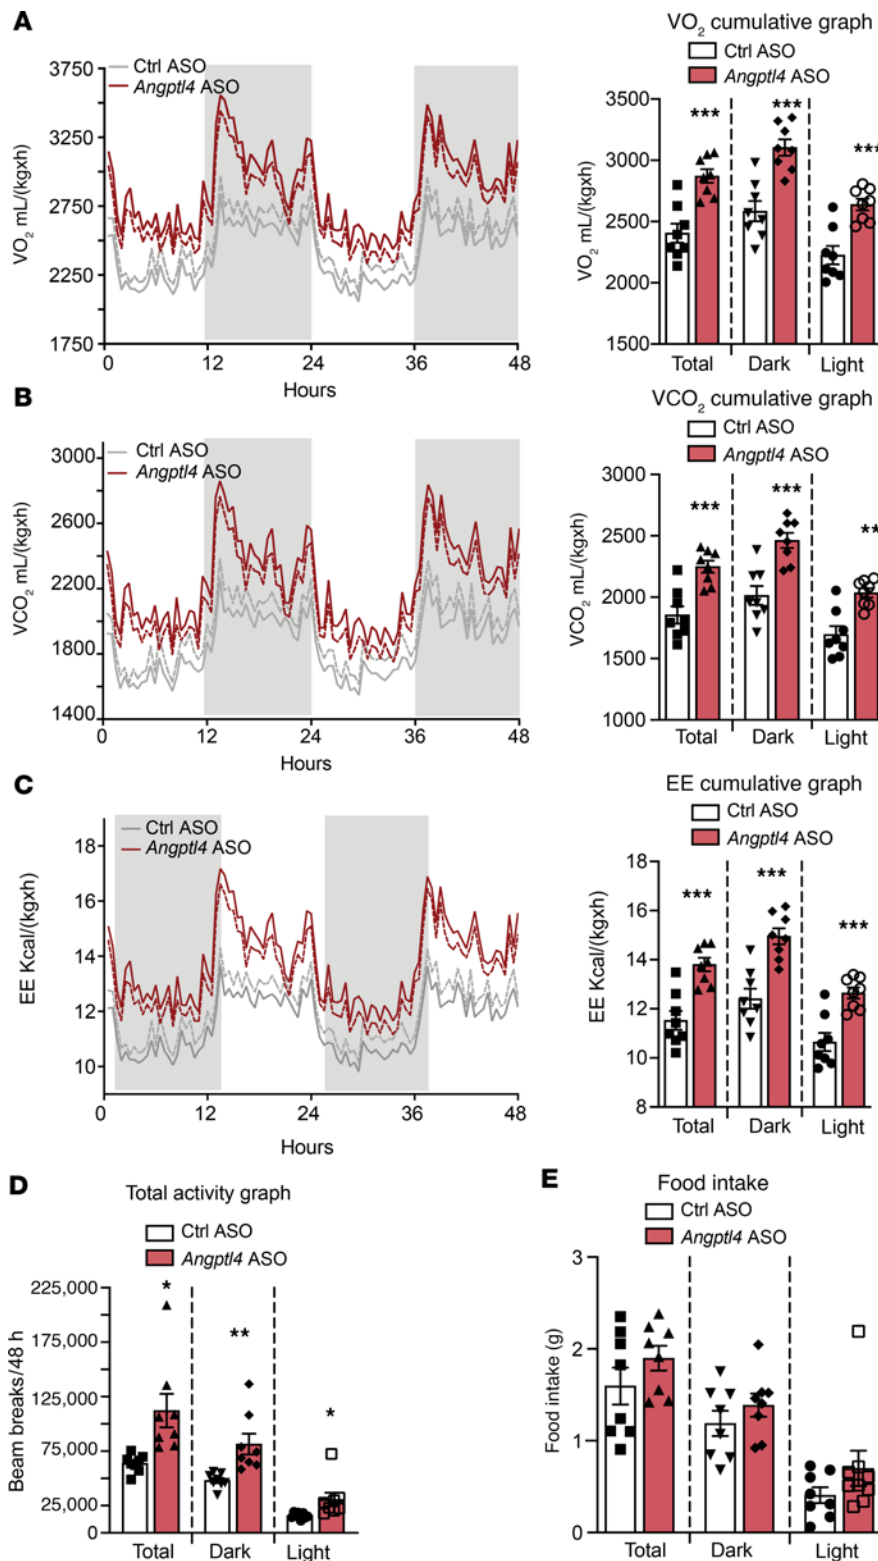 A
VO2 mL/(kgxh)
Ctrl ASO
Angptl4 ASO
3750
3250
2750
2250
1750
0
12
24
36
48
Hours
VO2 cumulative graph
Ctrl ASO
Angptl4 ASO
VO2 mL/(kgxh)
3500
3000
2500
2000
1500
***
***
***
Total
Dark
Light
B
VCO2 mL/(kgxh)
Ctrl ASO
Angptl4 ASO
3000
2600
2200
1800
1400
0
12
24
36
48
Hours
VCO2 cumulative graph
Ctrl ASO
Angptl4 ASO
VCO2 mL/(kgxh)
3000
2500
2000
1500
1000
***
***
**
Total
Dark
Light
C
EE Kcal/(kgxh)
Ctrl ASO
Angptl4 ASO
18
16
14
12
10
0
12
24
36
48
Hours
EE cumulative graph
Ctrl ASO
Angptl4 ASO
EE Kcal/(kgxh)
18
16
14
12
10
8
***
***
***
Total
Dark
Light
D
Total activity graph
Ctrl ASO
Angptl4 ASO
Beam breaks/48 h
225,000
175,000
125,000
75,000
25,000
0
*
**
*
Total
Dark
Light
E
Food intake
Ctrl ASO
Angptl4 ASO
Food intake (g)
3
2
1
0
Total
Dark
Light